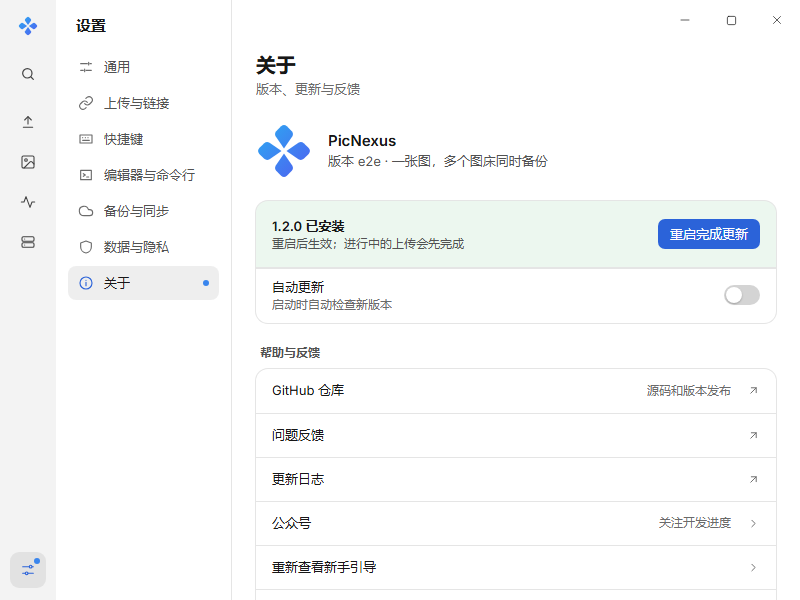 设置
通用
上传与链接
快捷键
编辑器与命令行
备份与同步
数据与隐私
关于
关于
版本、更新与反馈
PicNexus
版本 e2e · 一张图，多个图床同时备份
1.2.0 已安装
重启后生效；进行中的上传会先完成
重启完成更新
自动更新
启动时自动检查新版本
帮助与反馈
GitHub 仓库
源码和版本发布
问题反馈
更新日志
公众号
关注开发进度
重新查看新手引导